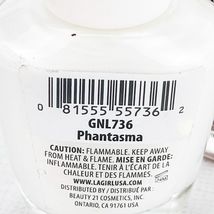 0 81555 55736 2
GNL736
Phantasma
CAUTION: FLAMMABLE. KEEP AWAY
FROM HEAT & FLAME. MISE EN GARDE:
INFLAMMABLE. TENIR À L'ÉCART DE LA
CHALEUR ET DES FLAMMES.
WWW.LAGIRLUSA.COM
DISTRIBUTED BY / DISTRIBUÉ PAR
BEAUTY 21 COSMETICS, INC.
ONTARIO, CA 91761 USA